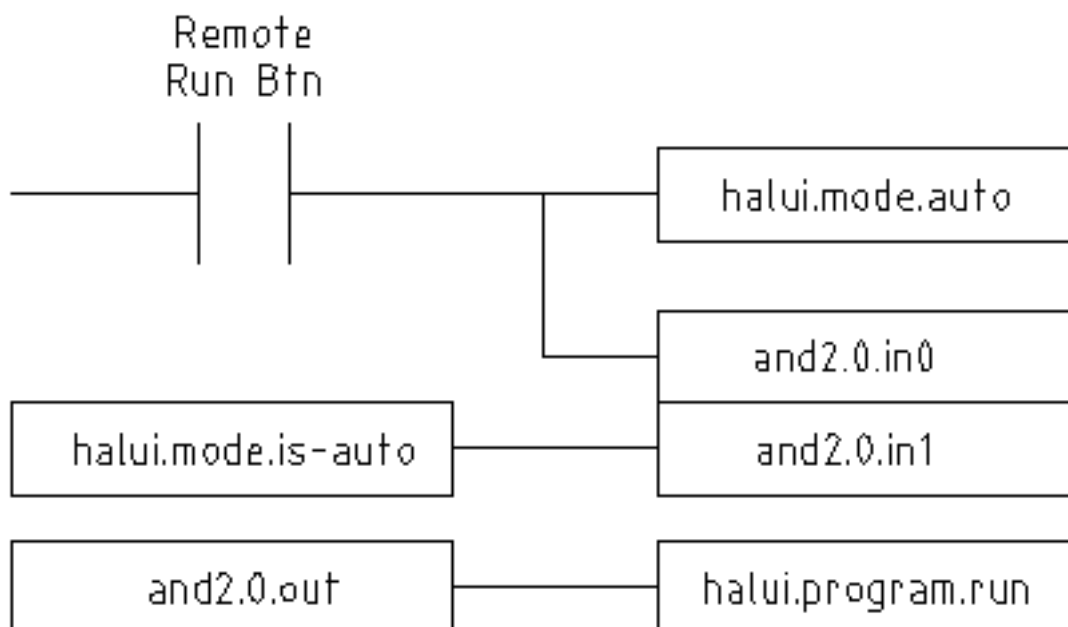 Remote
Run Btn
halui.mode.auto
and2.0.in0
halui.mode.is-auto
and2.0.in1
and2.0.out
halui.program.run